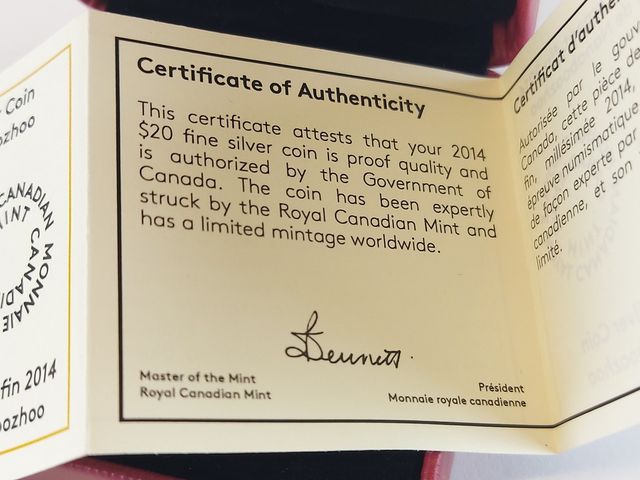 Coin
ozhoo
CANADIAN
MINT
MONNAIE
CANADI
fin 2014
ozhoo
Certificate of Authenticity
This certificate attests that your 2014
$20 fine silver coin is proof quality and
is authorized by the Government of
Canada. The coin has been expertly
struck by the Royal Canadian Mint and
has a limited mintage worldwide.
Bennett
Master of the Mint
Royal Canadian Mint
Président
Monnaie royale canadienne
Certificat d'authe
Autorisée par le gouv
Canada, cette pièce de
fin, millésimée 2014,
épreuve numismatique
de façon experte par
canadienne, et son
limité.